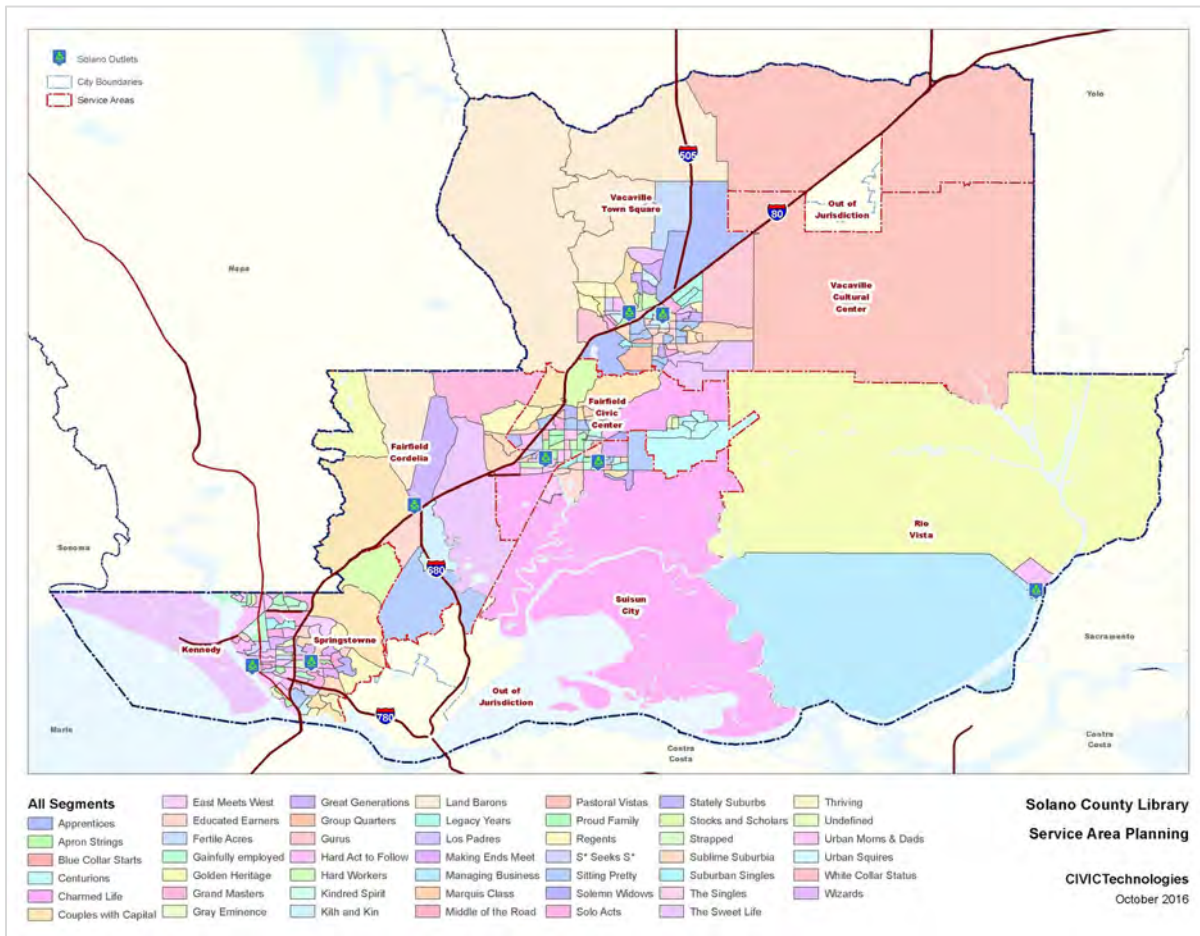 Solano Outlets
City Boundaries
Service Areas
Yolo
505
Vacaville
Town Square
80
Out of
Jurisdiction
Napa
Vacaville
Cultural
Center
Fairfield
Civic
Center
Fairfield
Cordelia
Rio
Vista
Sonoma
680
Suisun
City
Springstowne
Kennedy
Sacramento
Out of
Jurisdiction
780
Marin
Contra
Costa
Contra
Costa
All Segments
Apprentices
Apron Strings
Blue Collar Starts
Centurions
Charmed Life
Couples with Capital
East Meets West
Educated Earners
Fertile Acres
Gainfully employed
Golden Heritage
Grand Masters
Gray Eminence
Great Generations
Group Quarters
Gurus
Hard Act to Follow
Hard Workers
Kindred Spirit
Kith and Kin
Land Barons
Legacy Years
Los Padres
Making Ends Meet
Managing Business
Marquis Class
Middle of the Road
Pastoral Vistas
Proud Family
Regents
S* Seeks S*
Sitting Pretty
Solemn Widows
Solo Acts
Stately Suburbs
Stocks and Scholars
Strapped
Sublime Suburbia
Suburban Singles
The Singles
The Sweet Life
Thriving
Undefined
Urban Moms & Dads
Urban Squires
White Collar Status
Wizards
Solano County Library
Service Area Planning
CIVICTechnologies
October 2016